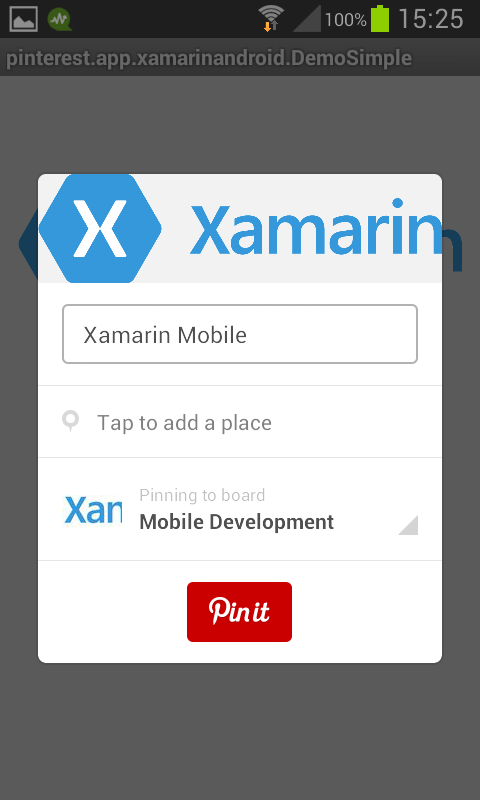 100% 15:25
pinterest.app.xamarinandroid.DemoSimple
Xamarin
Xamarin Mobile
Tap to add a place
Xan
Pinning to board
Mobile Development
Pin it